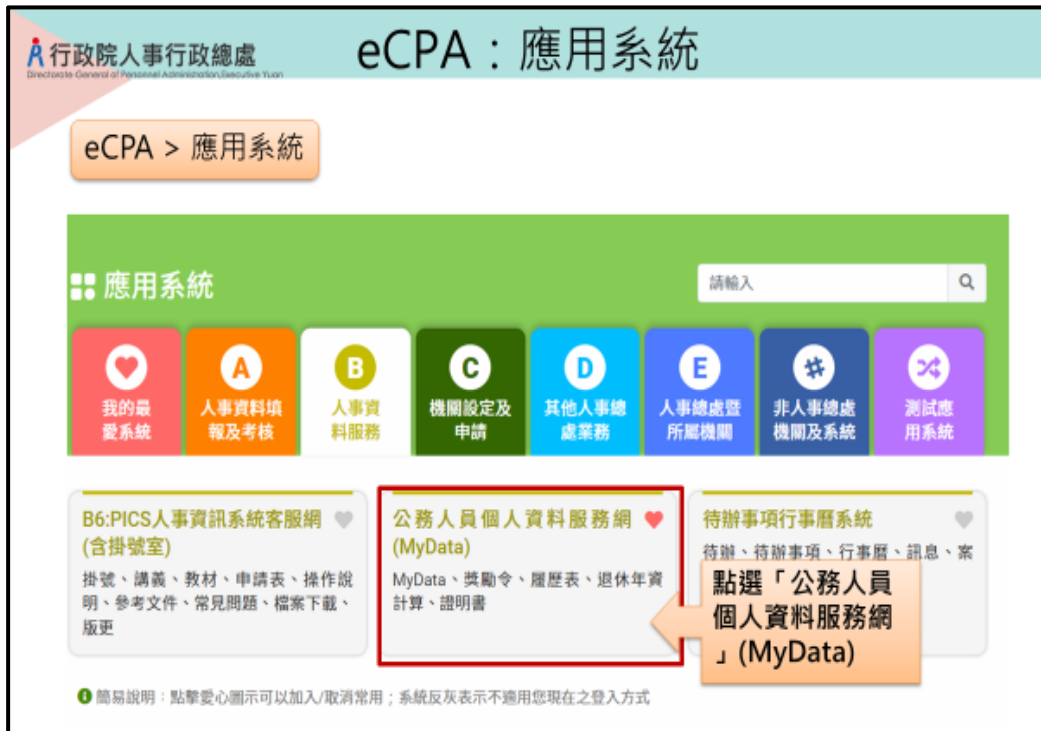 行政院人事行政總處
Directorate-General of Personnel Administration,Executive Yuan
eCPA：應用系統
eCPA > 應用系統
應用系統
請輸入
我的最
愛系統
A
人事資料填
報及考核
B
人事資
料服務
C
機關設定及
申請
D
其他人事總
處業務
E
人事總處暨
所屬機關
#
非人事總處
機關及系統
測試應
用系統
B6:PICS人事資訊系統客服網
(含掛號室)
掛號、講義、教材、申請表、操作說
明、參考文件、常見問題、檔案下載、
版更
公務人員個人資料服務網
(MyData)
MyData、獎勵令、履歷表、退休年資
計算、證明書
待辦事項行事曆系統
待辦、待辦事項、行事曆、訊息、案
點選「公務人員
個人資料服務網
」(MyData)
簡易說明：點擊愛心圖示可以加入/取消常用；系統反灰表示不適用您現在之登入方式